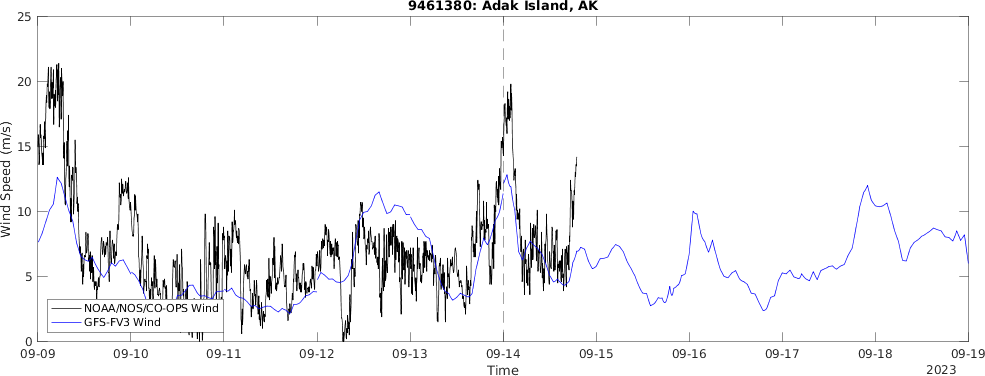 9461380: Adak Island, AK
Wind Speed (m/s)
25
20
15
10
5
0
NOAA/NOS/CO-OPS Wind
GFS-FV3 Wind
09-09 09-10 09-11 09-12 09-13 09-14 09-15 09-16 09-17 09-18 09-19
Time
2023